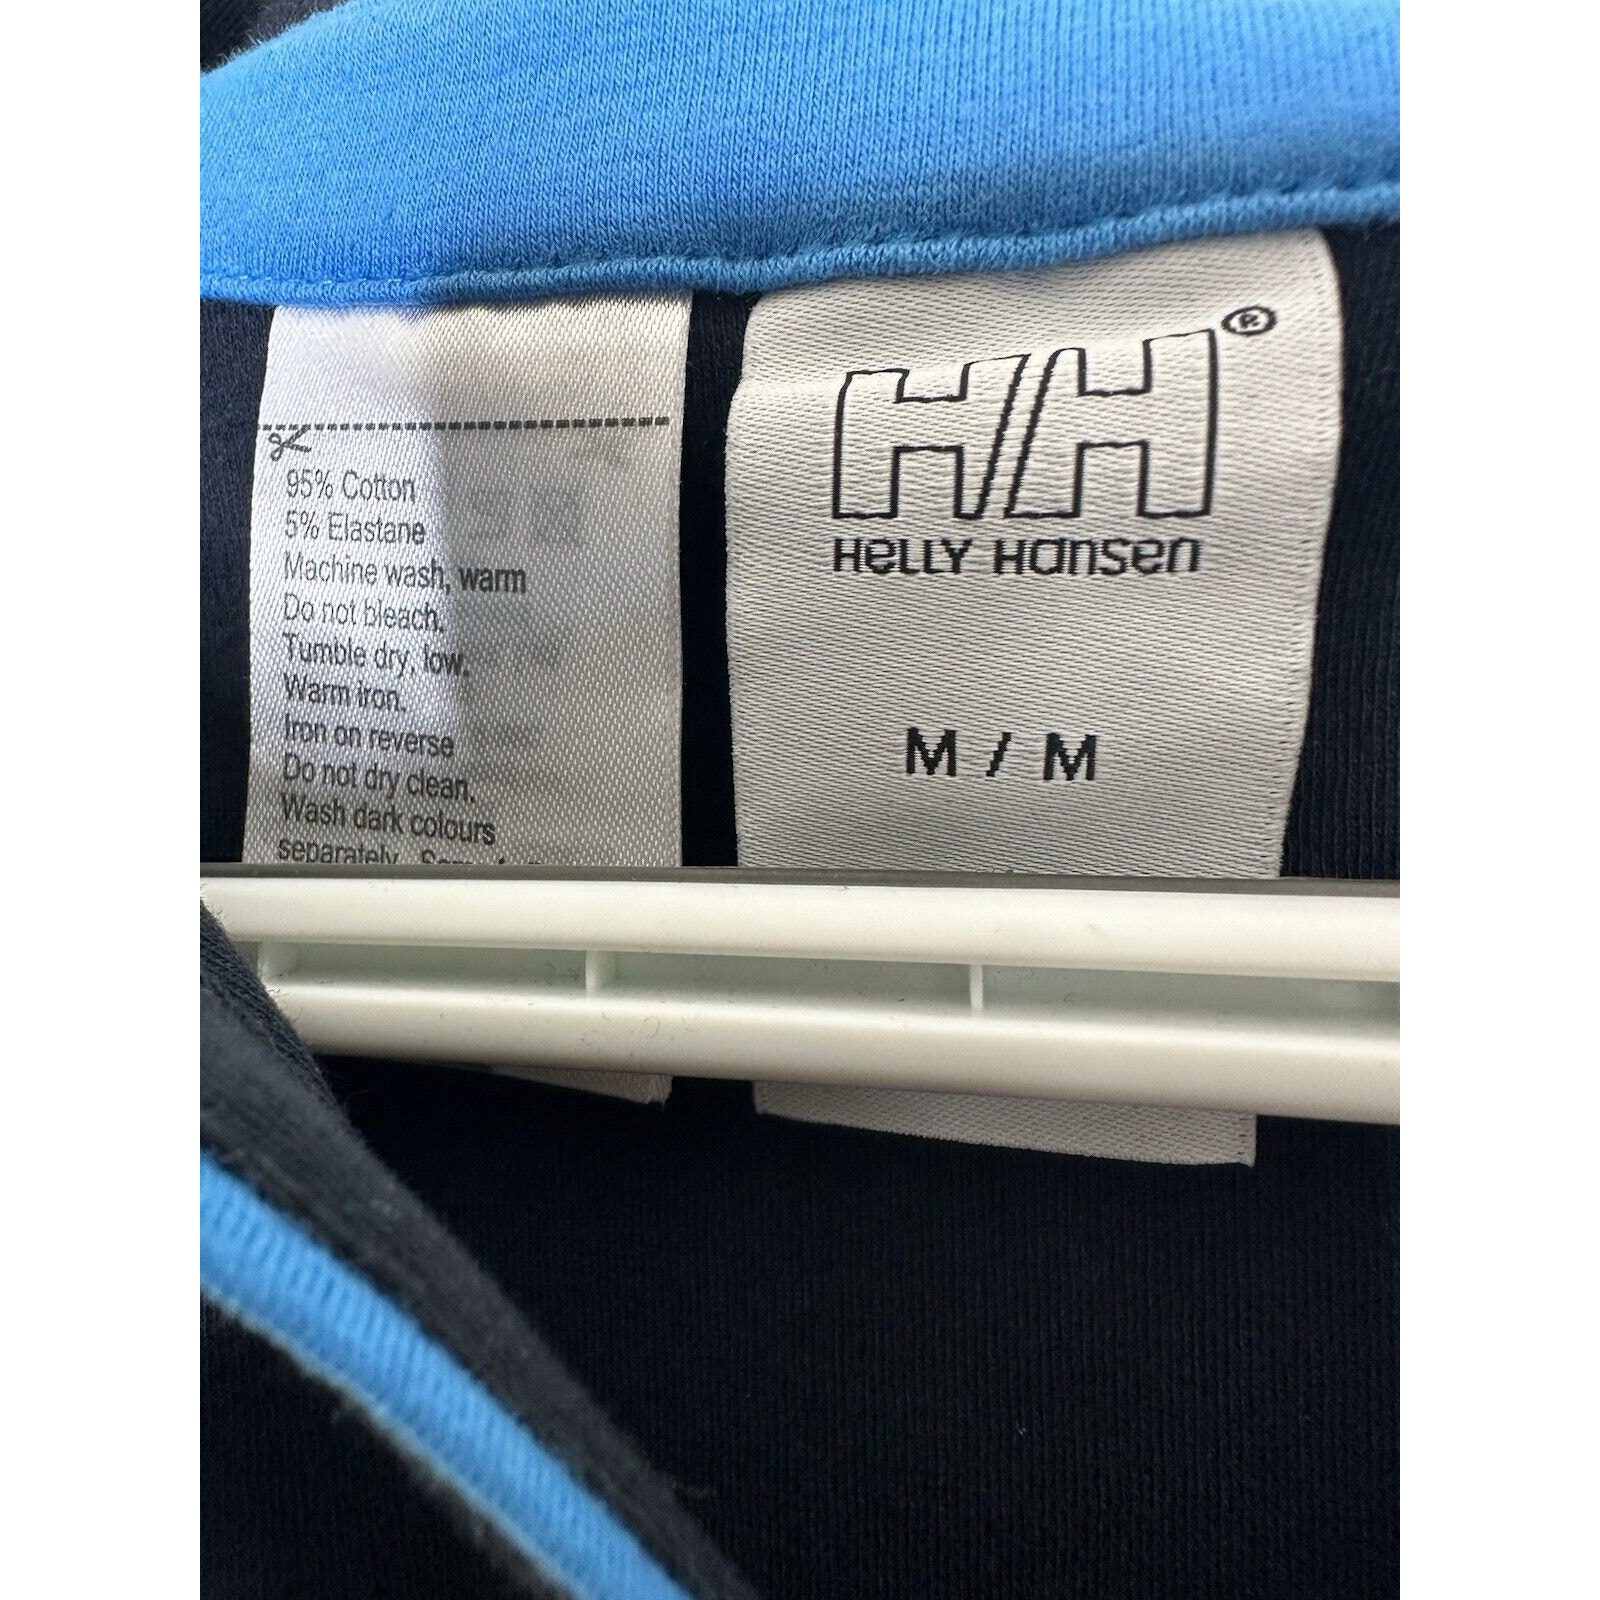 95% Cotton
5% Elastane
Machine wash, warm
Do not bleach.
Tumble dry, low.
Warm iron.
Iron on reverse
Do not dry clean.
Wash dark colours
separately.
HH®
Helly Hansen
M / M